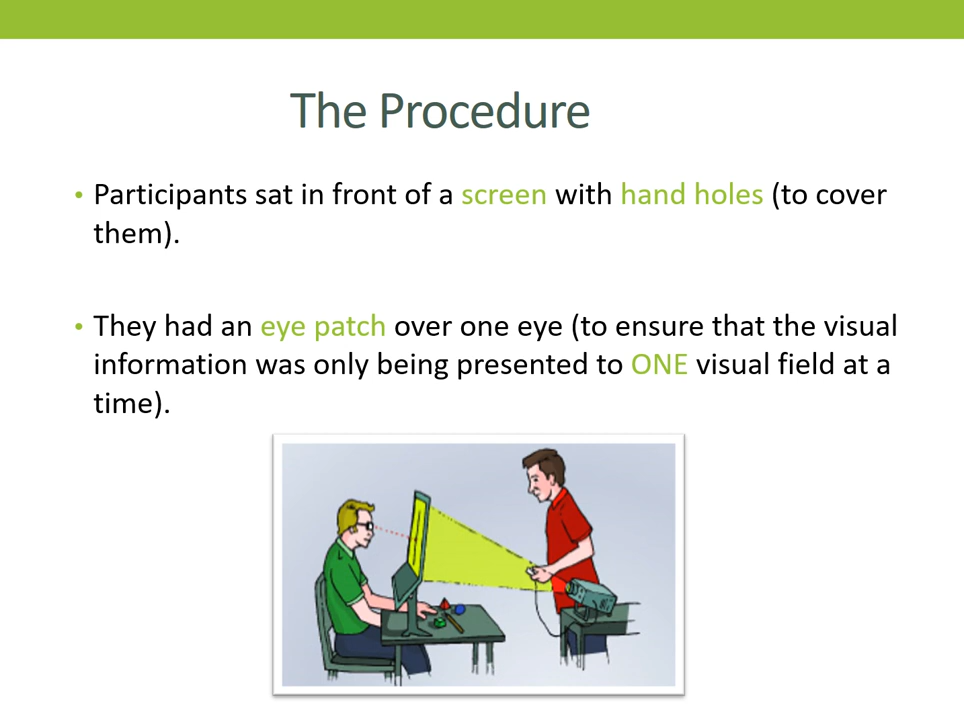 The Procedure
• Participants sat in front of a screen with hand holes (to cover
them).
• They had an eye patch over one eye (to ensure that the visual
information was only being presented to ONE visual field at a
time).